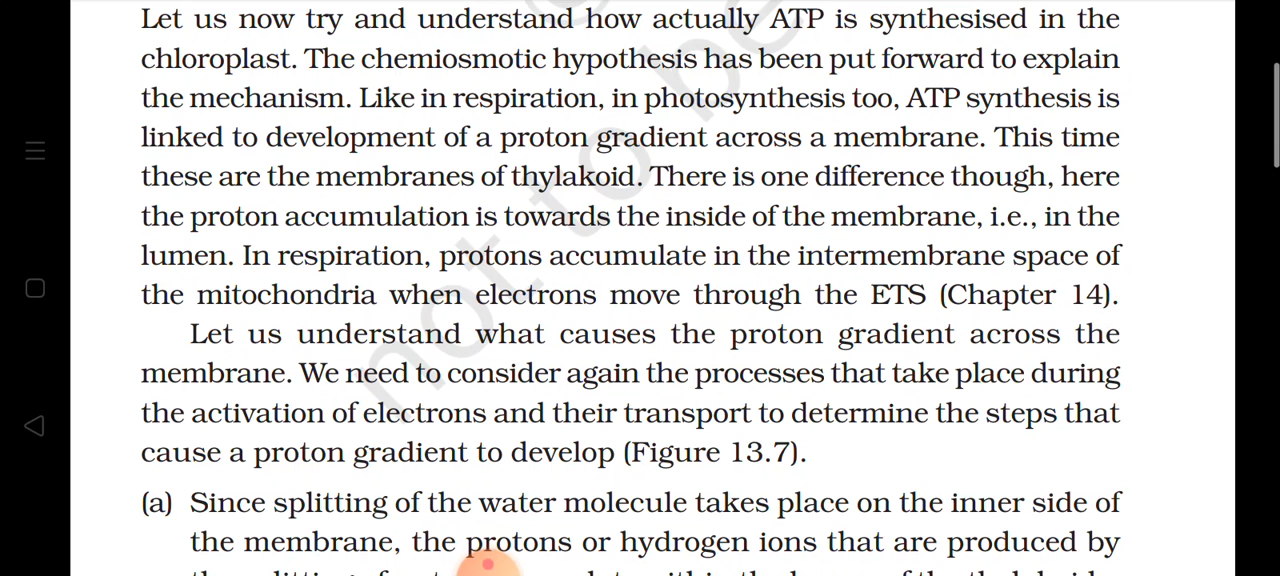 Let us now try and understand how actually ATP is synthesised in the
chloroplast. The chemiosmotic hypothesis has been put forward to explain
the mechanism. Like in respiration, in photosynthesis too, ATP synthesis is
linked to development of a proton gradient across a membrane. This time
these are the membranes of thylakoid. There is one difference though, here
the proton accumulation is towards the inside of the membrane, i.e., in the
lumen. In respiration, protons accumulate in the intermembrane space of
the mitochondria when electrons move through the ETS (Chapter 14).
Let us understand what causes the proton gradient across the
membrane. We need to consider again the processes that take place during
the activation of electrons and their transport to determine the steps that
cause a proton gradient to develop (Figure 13.7).
(a) Since splitting of the water molecule takes place on the inner side of
the membrane, the protons or hydrogen ions that are produced by
not to be